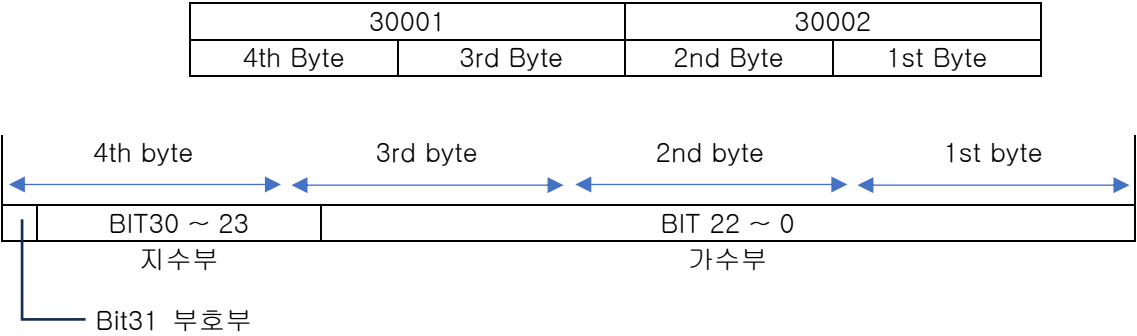 30001 30002
4th Byte 3rd Byte 2nd Byte 1st Byte
4th byte 3rd byte 2nd byte 1st byte
BIT30 ~ 23 BIT 22 ~ 0
지수부 가수부
Bit31 부호부